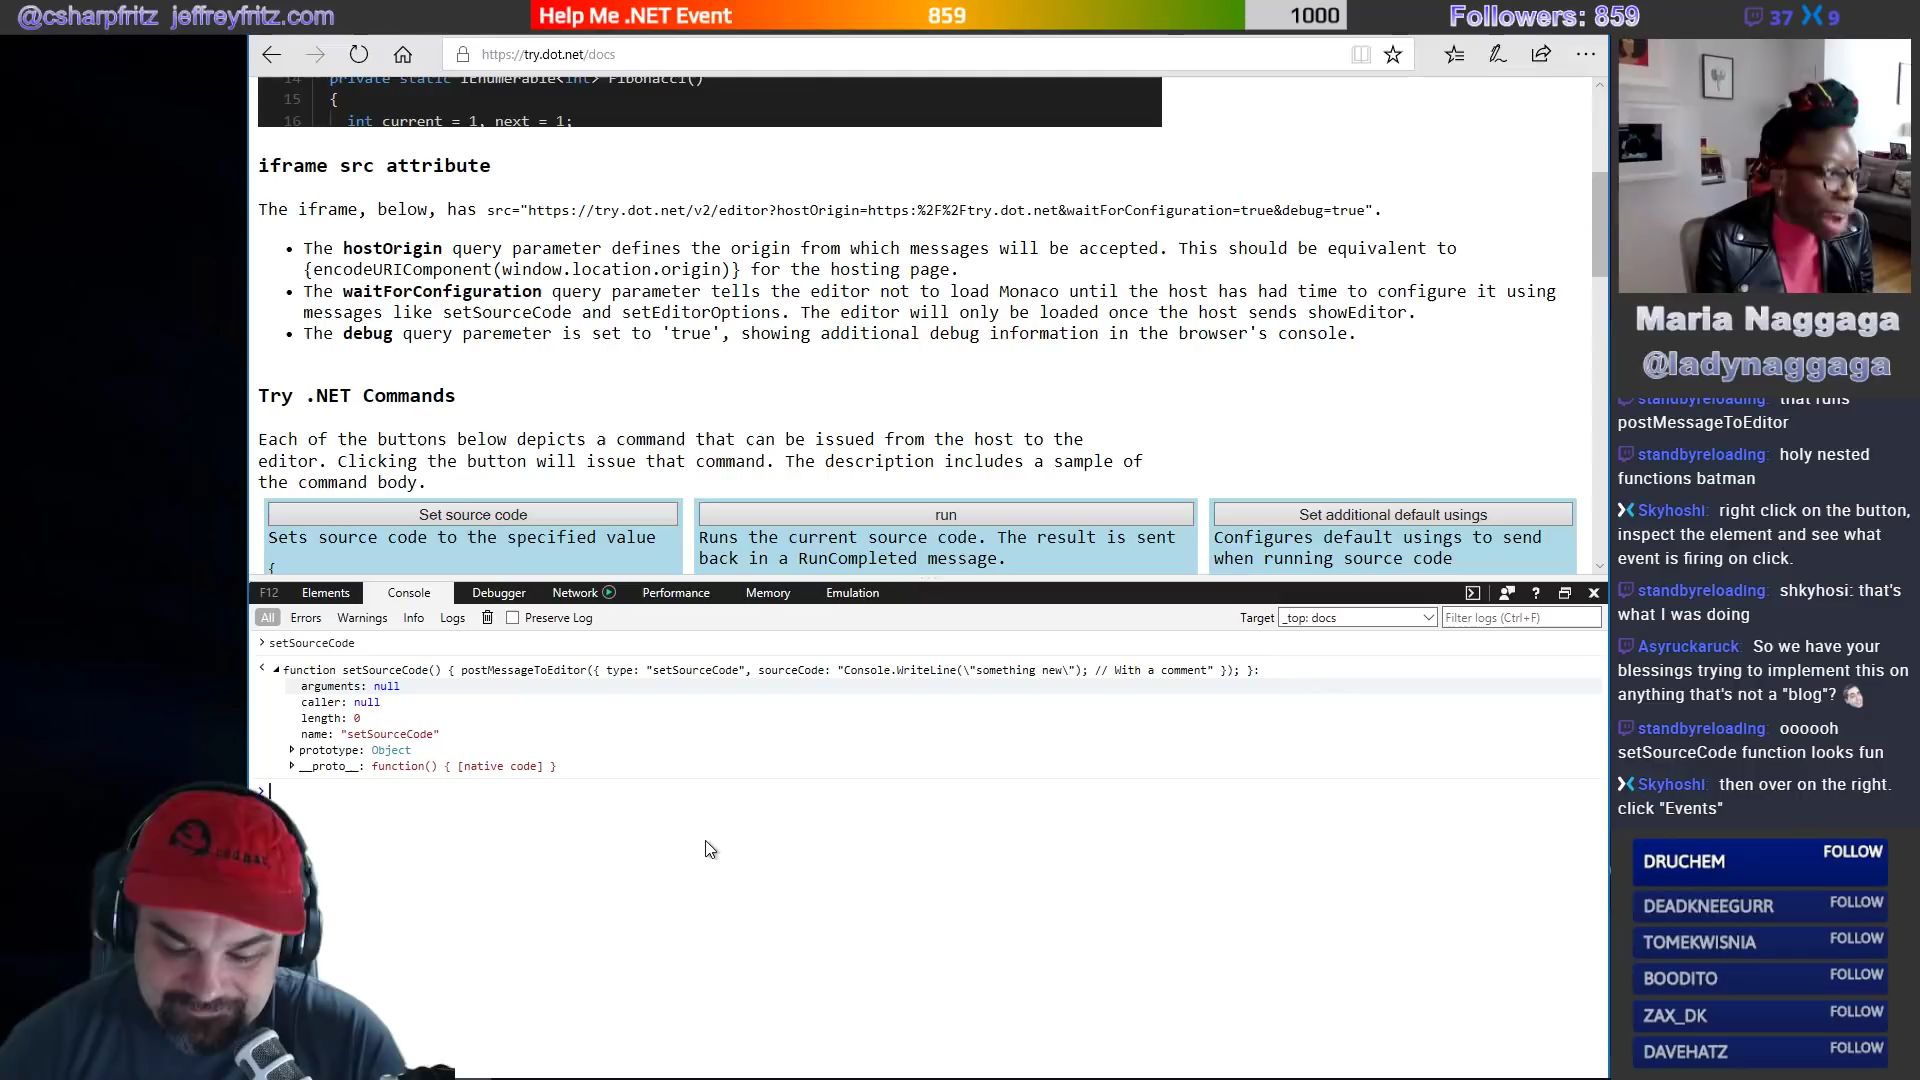 @csharpfritz jeffreyfritz.com
Help Me .NET Event 859 1000
Followers: 859 37 9
https://try.dot.net/docs
14 private static IEnumerable<int> Fibonacci()
15 {
16 int current = 1, next = 1;
iframe src attribute
The iframe, below, has src="https://try.dot.net/v2/editor?hostOrigin=https:%2F%2Ftry.dot.net&waitForConfiguration=true&debug=true".
• The hostOrigin query parameter defines the origin from which messages will be accepted. This should be equivalent to
{encodeURIComponent(window.location.origin)} for the hosting page.
• The waitForConfiguration query parameter tells the editor not to load Monaco until the host has had time to configure it using
messages like setSourceCode and setEditorOptions. The editor will only be loaded once the host sends showEditor.
• The debug query paremeter is set to 'true', showing additional debug information in the browser's console.
Try .NET Commands
Each of the buttons below depicts a command that can be issued from the host to the
editor. Clicking the button will issue that command. The description includes a sample of
the command body.
Set source code
Sets source code to the specified value
{
run
Runs the current source code. The result is sent
back in a RunCompleted message.
Set additional default usings
Configures default usings to send
when running source code
F12 Elements Console Debugger Network Performance Memory Emulation
All Errors Warnings Info Logs Preserve log Target _top: docs Filter logs (Ctrl+F)
> setSourceCode
function setSourceCode() { postMessageToEditor({ type: "setSourceCode", sourceCode: "Console.WriteLine(\"something new\"); // With a comment" }); }:
arguments: null
caller: null
length: 0
name: "setSourceCode"
prototype: Object
__proto__: function() { [native code] }
>
Maria Naggaga
@ladynaggaga
standbyreloading: that runs
postMessageToEditor
standbyreloading: holy nested
functions batman
Skyhoshi: right click on the button,
inspect the element and see what
event is firing on click.
standbyreloading: shkyhosi: that's
what I was doing
Asyruckaruck: So we have your
blessings trying to implement this on
anything that's not a "blog"?
standbyreloading: oooooh
setSourceCode function looks fun
Skyhoshi: then over on the right.
click "Events"
DRUCHEM FOLLOW
DEADKNEEGURR FOLLOW
TOMEKWISNIA FOLLOW
BOODITO FOLLOW
ZAX_DK FOLLOW
DAVEHATZ FOLLOW